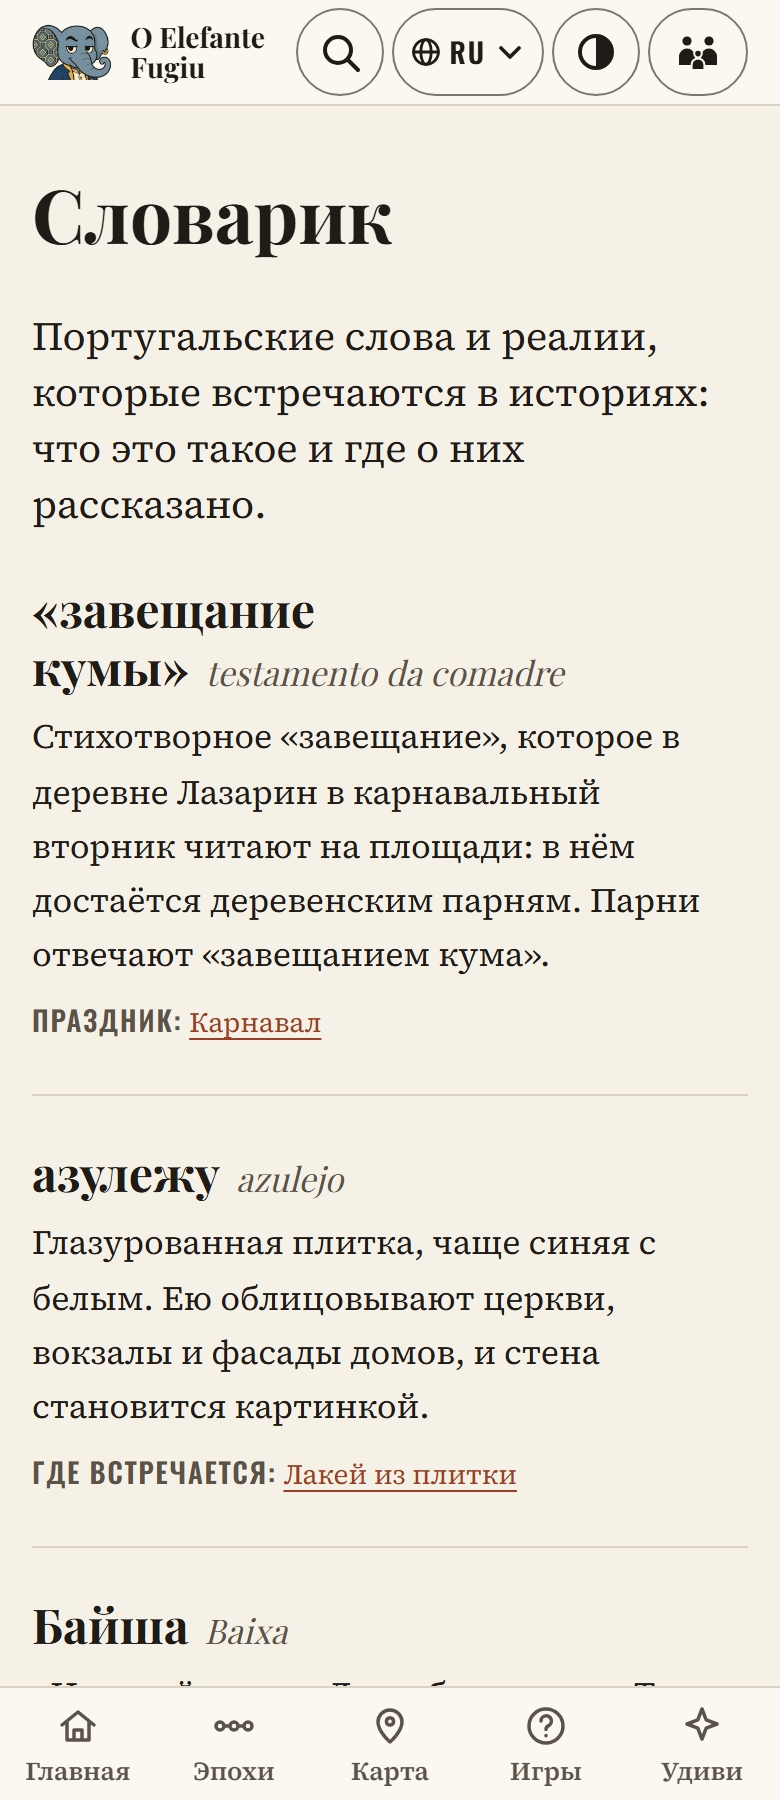 O Elefante
Fugiu
RU
Словарик
Португальские слова и реалии,
которые встречаются в историях:
что это такое и где о них
рассказано.
«завещание
кумы» testamento da comadre
Стихотворное «завещание», которое в
деревне Лазарин в карнавальный
вторник читают на площади: в нём
достаётся деревенским парням. Парни
отвечают «завещанием кума».
ПРАЗДНИК: Карнавал
азулежу azulejo
Глазурованная плитка, чаще синяя с
белым. Ею облицовывают церкви,
вокзалы и фасады домов, и стена
становится картинкой.
ГДЕ ВСТРЕЧАЕТСЯ: Лакей из плитки
Байша Baixa
Главная Эпохи Карта Игры Удиви